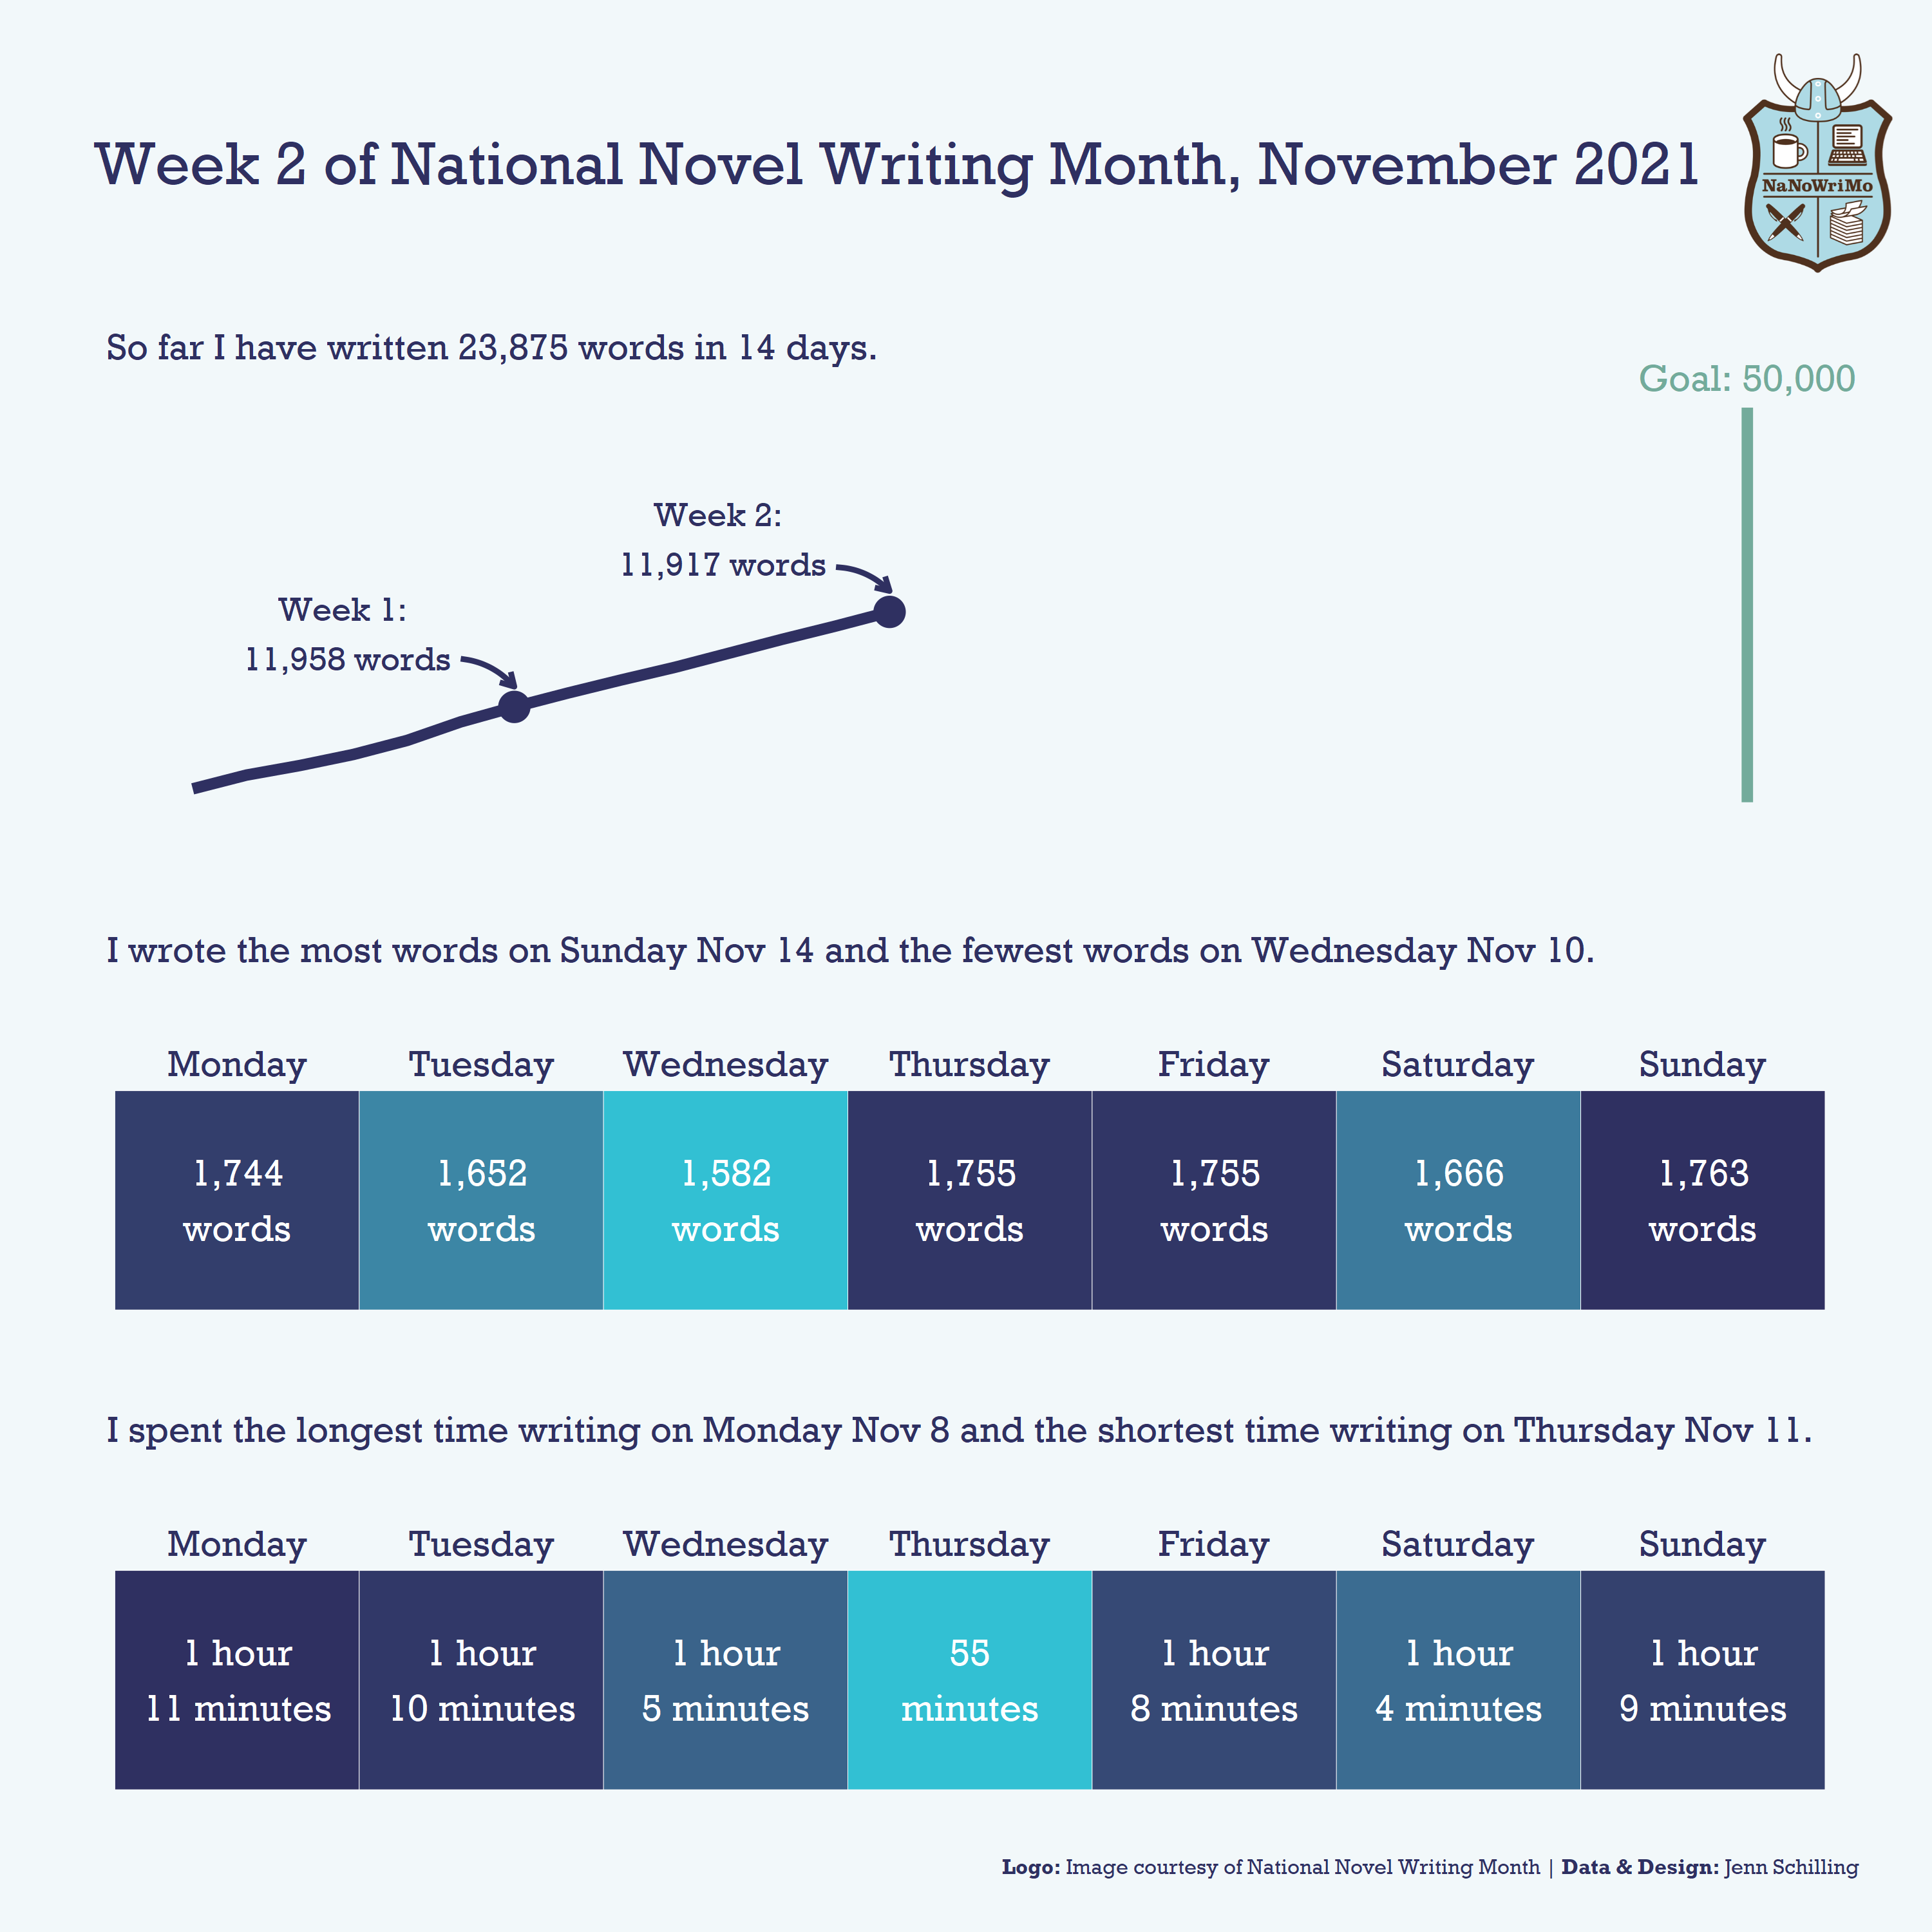 Week 2 of National Novel Writing Month, November 2021
NaNoWriMo
So far I have written 23,875 words in 14 days.
Goal: 50,000
Week 2:
11,917 words
Week 1:
11,958 words
I wrote the most words on Sunday Nov 14 and the fewest words on Wednesday Nov 10.
Monday Tuesday Wednesday Thursday Friday Saturday Sunday
1,744 1,652 1,582 1,755 1,755 1,666 1,763
words words words words words words words
I spent the longest time writing on Monday Nov 8 and the shortest time writing on Thursday Nov 11.
Monday Tuesday Wednesday Thursday Friday Saturday Sunday
1 hour 1 hour 1 hour 55 1 hour 1 hour 1 hour
11 minutes 10 minutes 5 minutes minutes 8 minutes 4 minutes 9 minutes
Logo: Image courtesy of National Novel Writing Month | Data & Design: Jenn Schilling